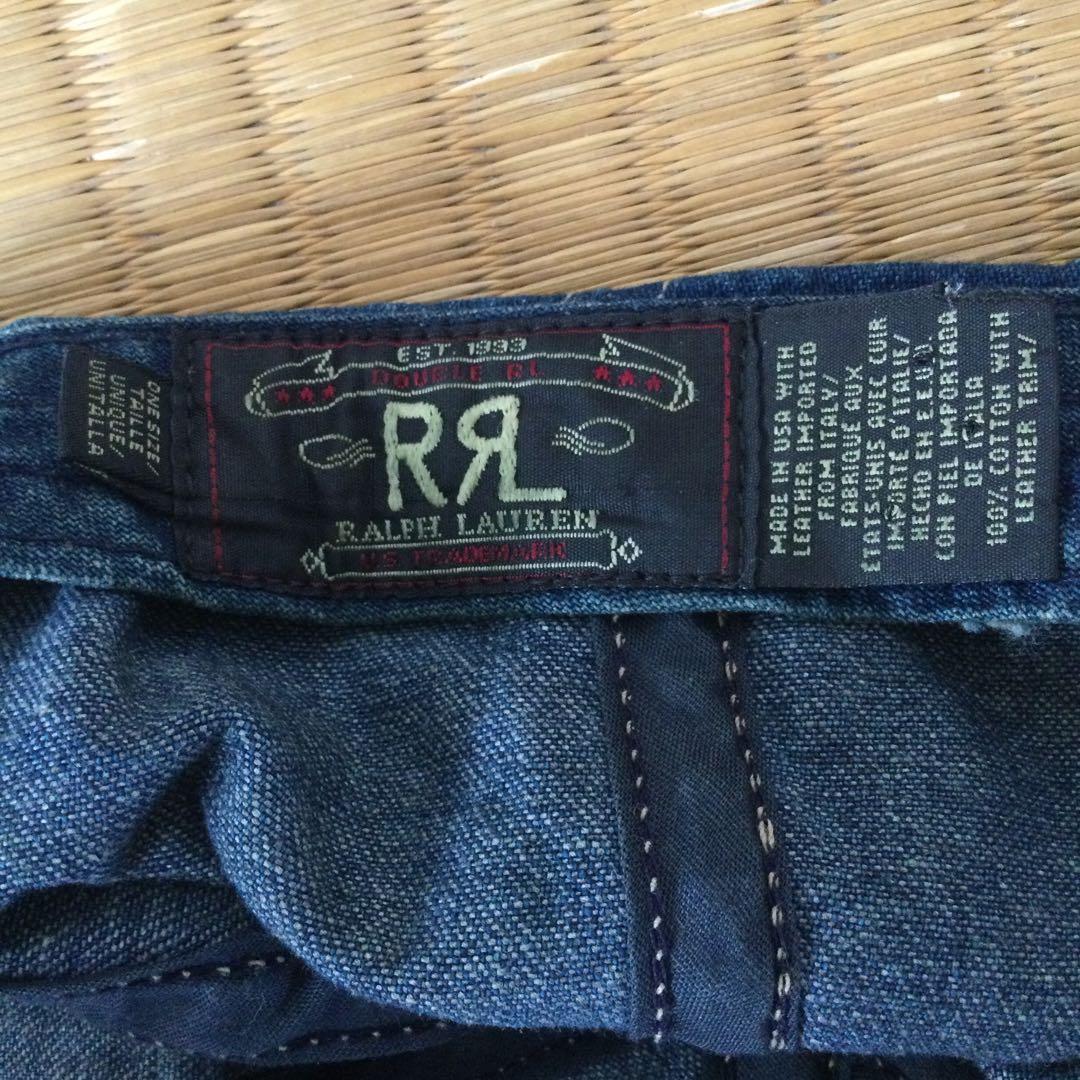 ONE SIZE/
TAILLE
UNIQUE/
UNITALLA
EST. 1993
★★★ DOUBLE RL ★★★
RRL
RALPH LAUREN
US TRADEMARK
MADE IN USA WITH
LEATHER IMPORTED
FROM ITALY/
FABRIQUÉ AUX
ETATS-UNIS AVEC CUIR
IMPORTÉ D'ITALIE/
HECHO EN E.U.
CON PIEL IMPORTADA
DE ITALIA
100% COTTON WITH
LEATHER TRIM/